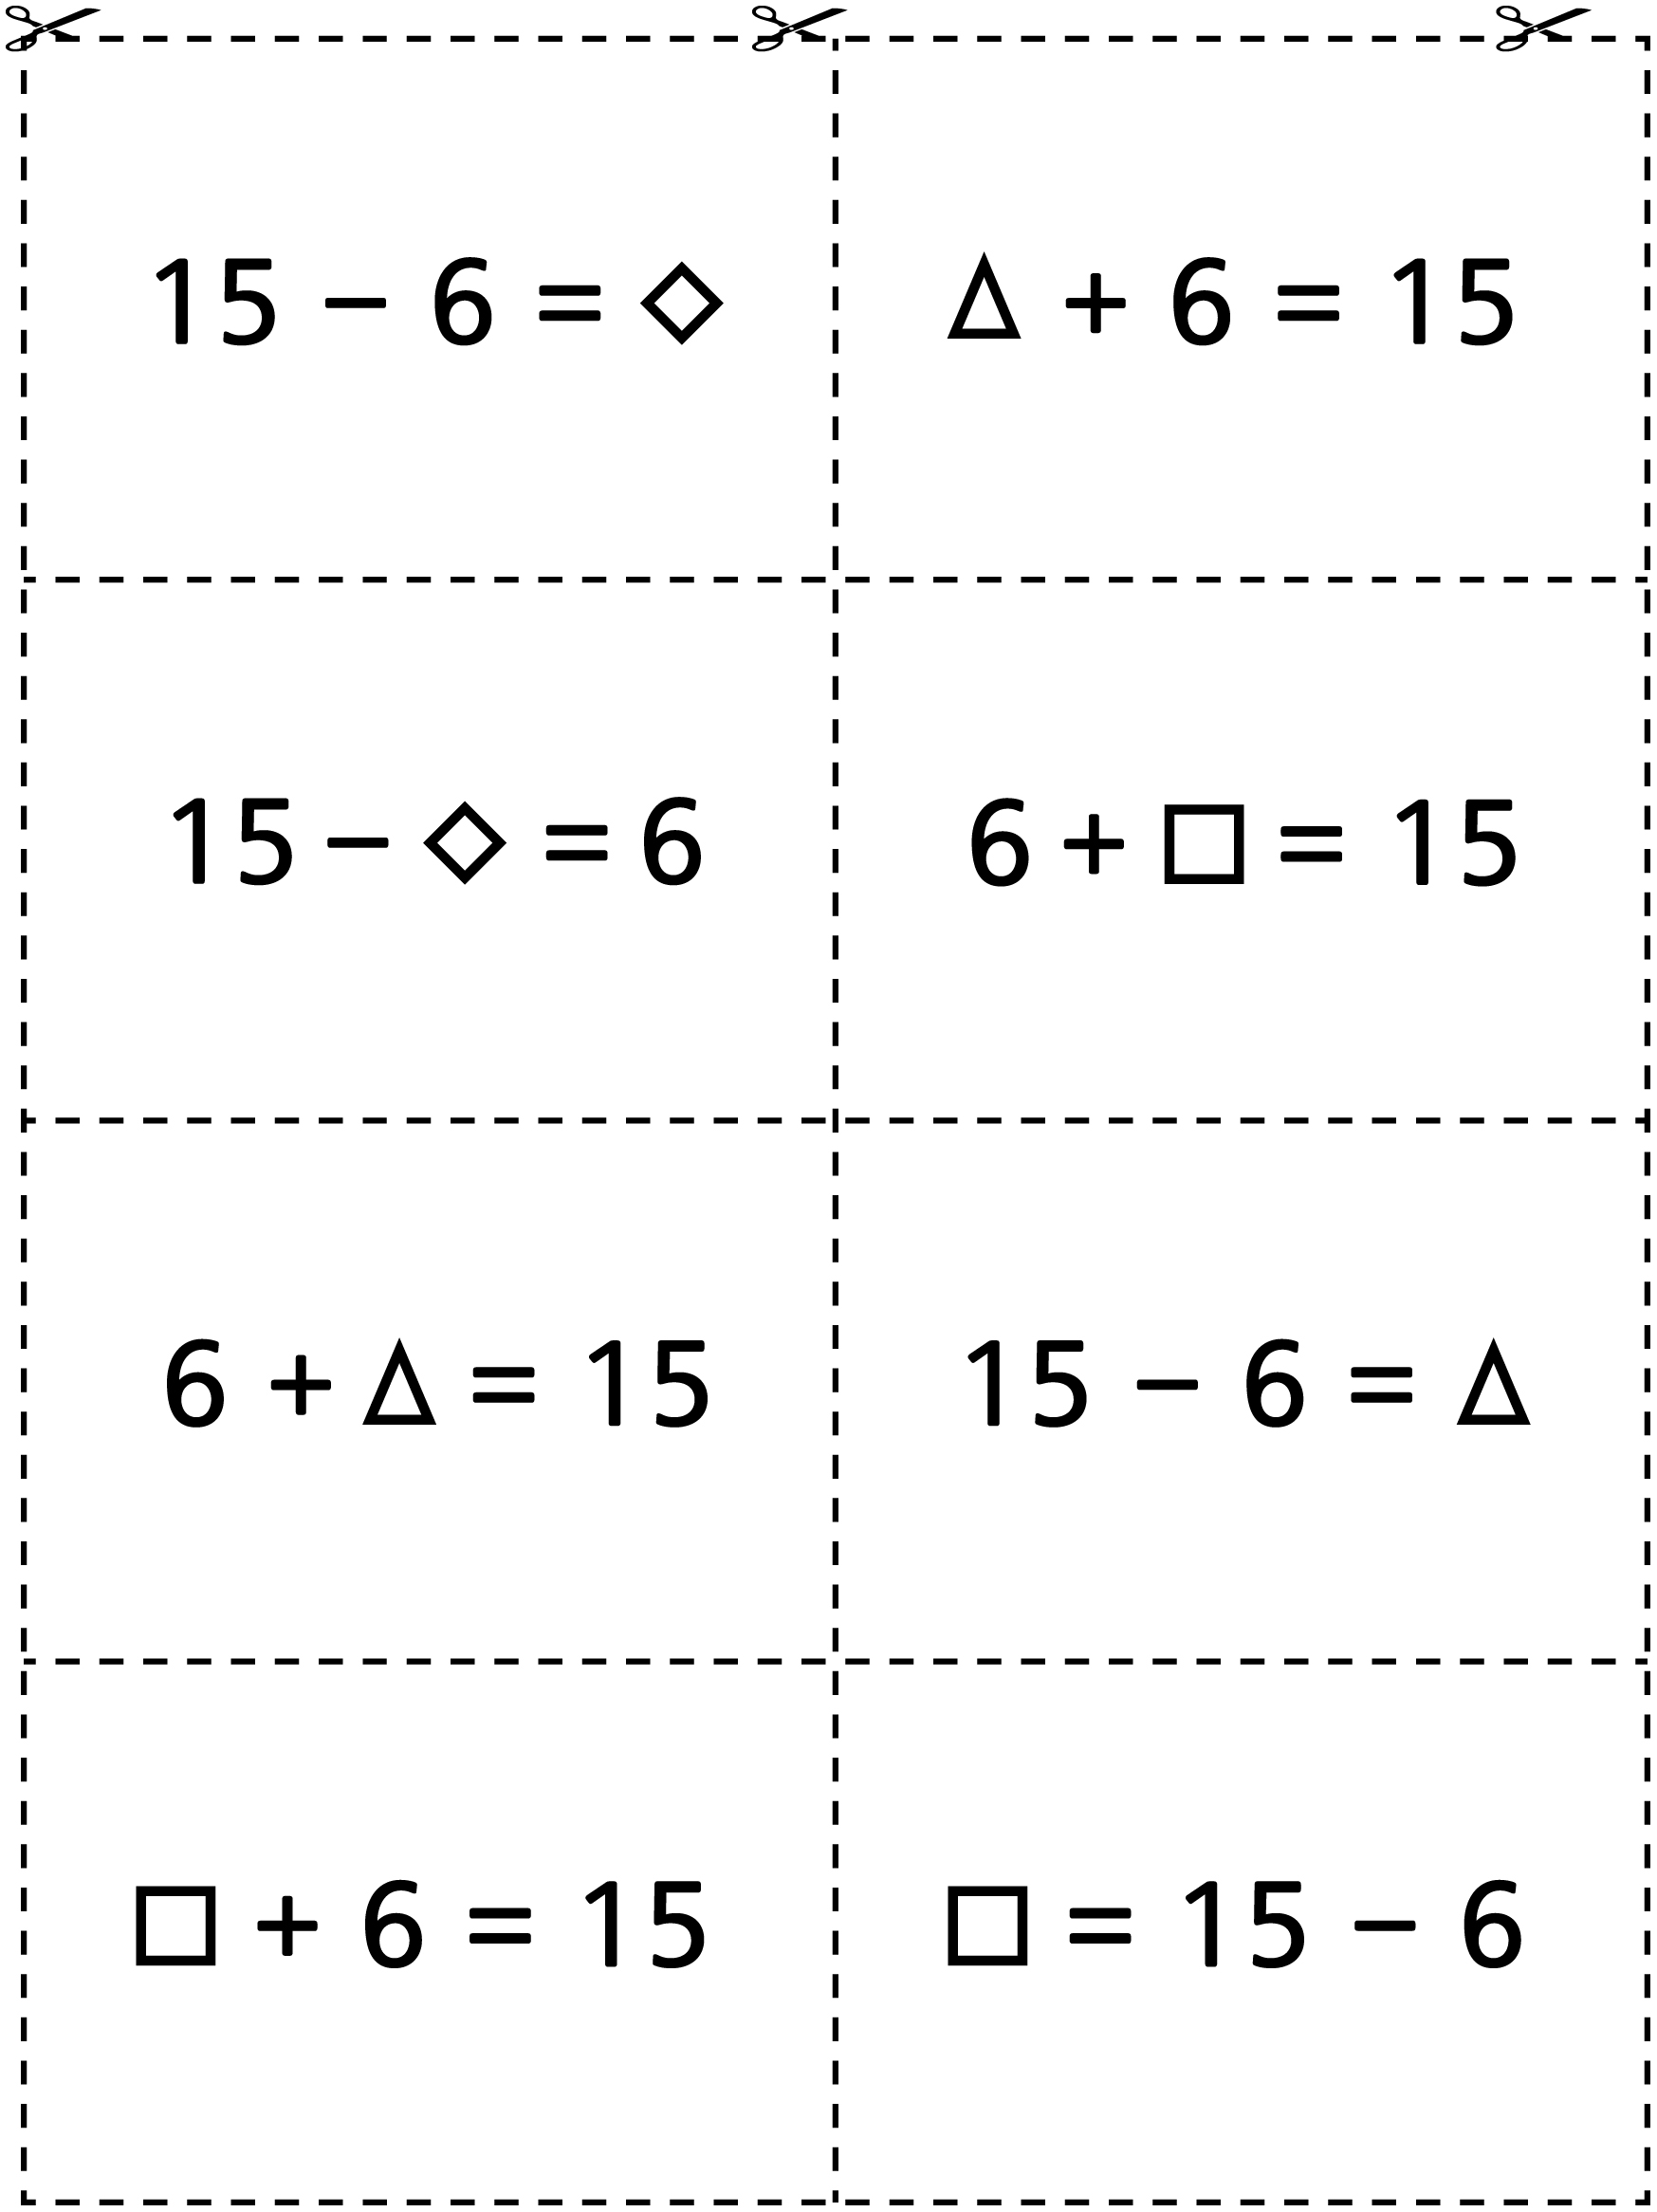 15 − 6 = ◇
△ + 6 = 15
15 − ◇ = 6
6 + □ = 15
6 + △ = 15
15 − 6 = △
□ + 6 = 15
□ = 15 − 6